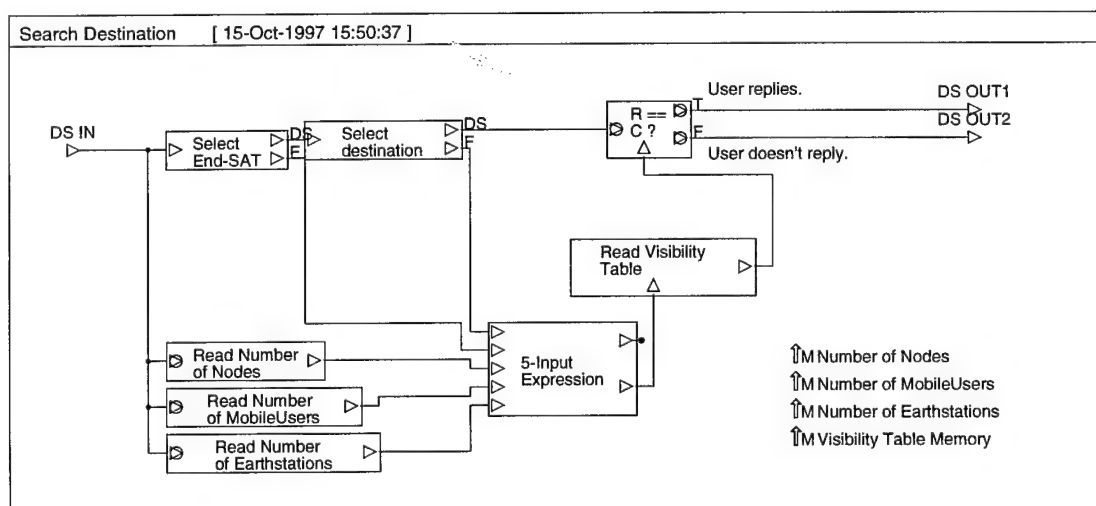 Search Destination [ 15-Oct-1997 15:50:37 ]
User replies.
DS OUT1
T
R ==
C ?
DS OUT2
F
User doesn't reply.
DS IN
Select
End-SAT
DS
F
Select
destination
DS
F
Read Visibility
Table
Read Number
of Nodes
5-Input
Expression
Read Number
of MobileUsers
Read Number
of Earthstations
⇑M Number of Nodes
⇑M Number of MobileUsers
⇑M Number of Earthstations
⇑M Visibility Table Memory